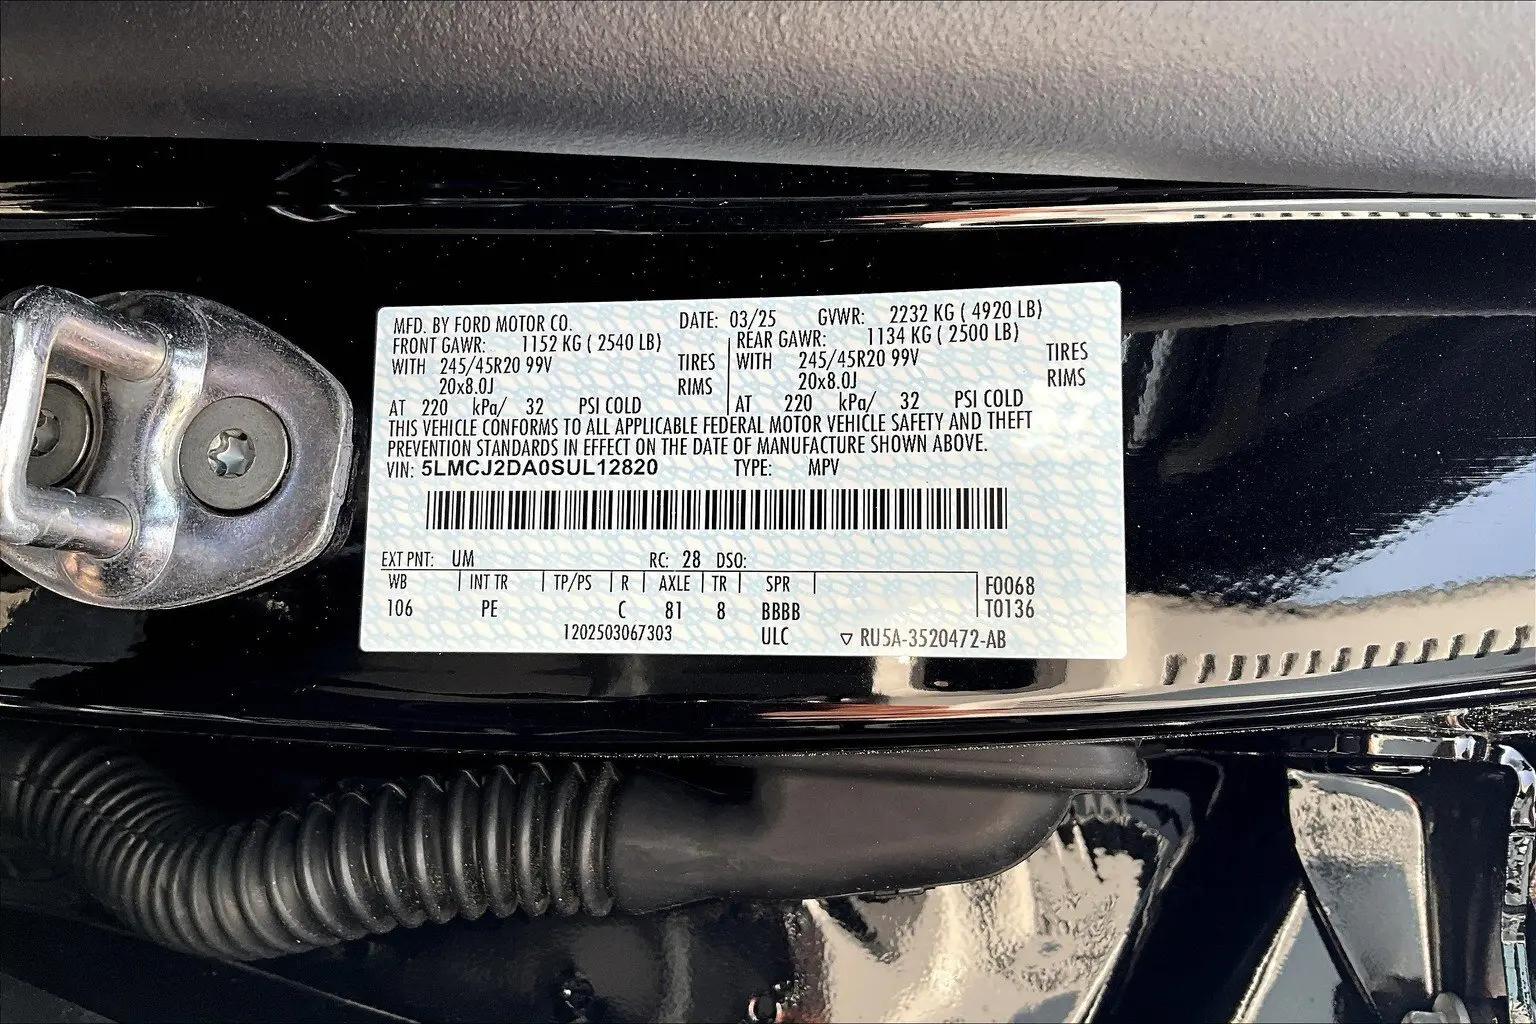 MFD. BY FORD MOTOR CO. DATE: 03/25 GVWR: 2232 KG ( 4920 LB)
FRONT GAWR: 1152 KG ( 2540 LB) REAR GAWR: 1134 KG ( 2500 LB)
WITH 245/45R20 99V TIRES WITH 245/45R20 99V TIRES
20x8.0J RIMS 20x8.0J RIMS
AT 220 kPa/ 32 PSI COLD AT 220 kPa/ 32 PSI COLD
THIS VEHICLE CONFORMS TO ALL APPLICABLE FEDERAL MOTOR VEHICLE SAFETY AND THEFT
PREVENTION STANDARDS IN EFFECT ON THE DATE OF MANUFACTURE SHOWN ABOVE.
VIN: 5LMCJ2DA0SUL12820 TYPE: MPV
EXT PNT: UM RC: 28 DSO:
WB INT TR TP/PS R AXLE TR SPR F0068
106 PE C 81 8 BBBB T0136
1202503067303 ULC ▽ RU5A-3520472-AB